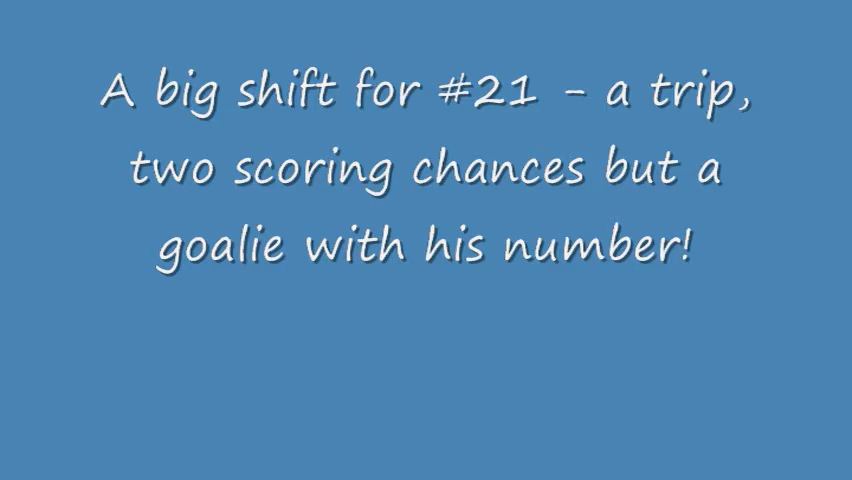 A big shift for #21 - a trip,
two scoring chances but a
goalie with his number!